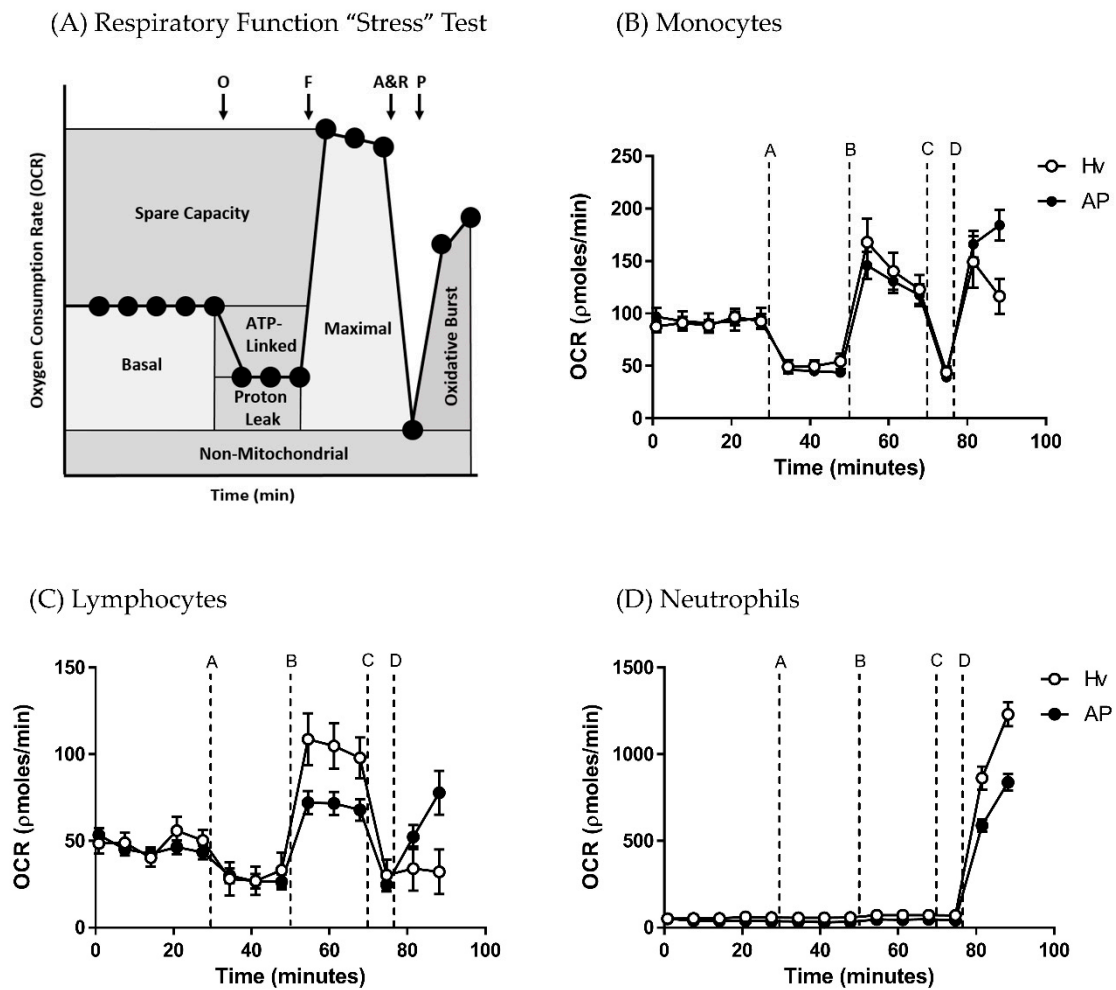 (A) Respiratory Function “Stress” Test
O F A&R P
Oxygen Consumption Rate (OCR)
Spare Capacity
Basal
ATP-
Linked
Proton
Leak
Maximal
Oxidative Burst
Non-Mitochondrial
Time (min)
(B) Monocytes
A B C D
OCR (ρmoles/min)
250
200
150
100
50
0
0 20 40 60 80 100
Time (minutes)
Hv
AP
(C) Lymphocytes
A B C D
OCR (ρmoles/min)
150
100
50
0
0 20 40 60 80 100
Time (minutes)
(D) Neutrophils
A B C D
OCR (ρmoles/min)
1500
1000
500
0
0 20 40 60 80 100
Time (minutes)
Hv
AP